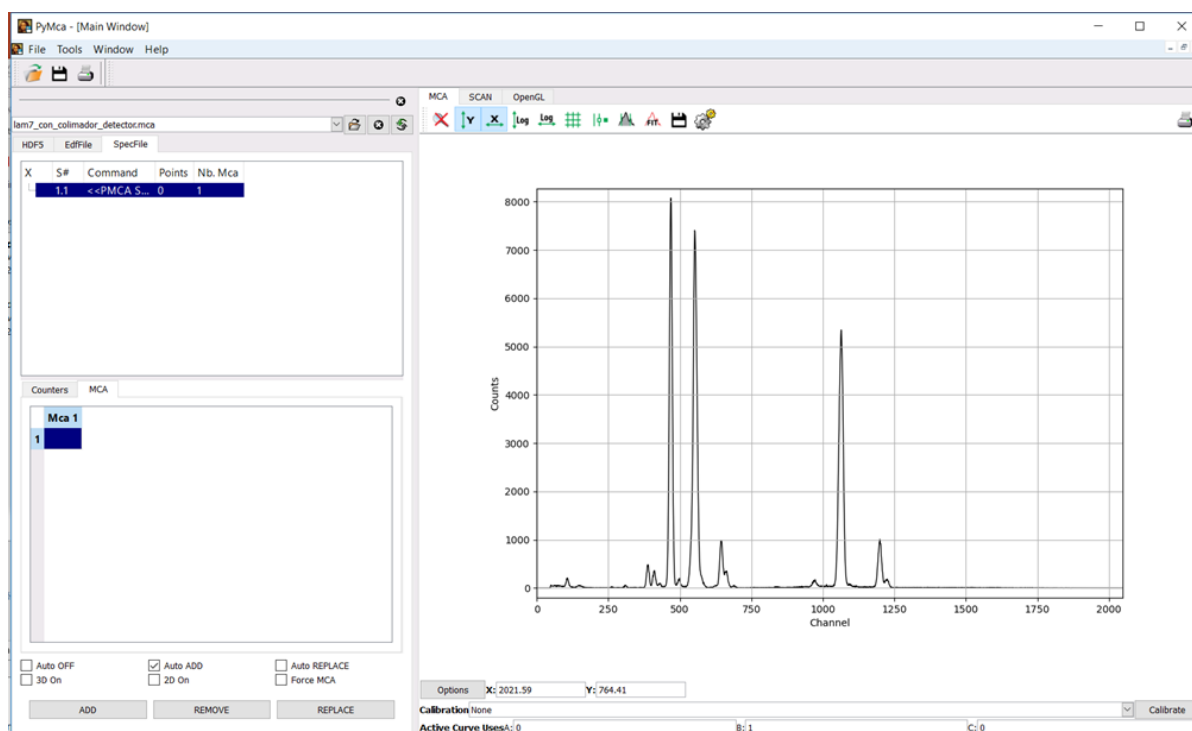 PyMca - [Main Window]
File Tools Window Help
lam7_con_colimador_detector.mca
HDF5 EdfFile SpecFile
X S# Command Points Nb. Mca
1.1 <<PMCA S... 0 1
Counters MCA
Mca 1
1
Auto OFF Auto ADD Auto REPLACE
3D On 2D On Force MCA
ADD REMOVE REPLACE
MCA SCAN OpenGL
Y X Log Log FIT
8000
7000
6000
5000
4000
3000
2000
1000
0
Counts
0 250 500 750 1000 1250 1500 1750 2000
Channel
Options X: 2021.59 Y: 764.41
Calibration None Calibrate
Active Curve Uses A: 0 B: 1 C: 0